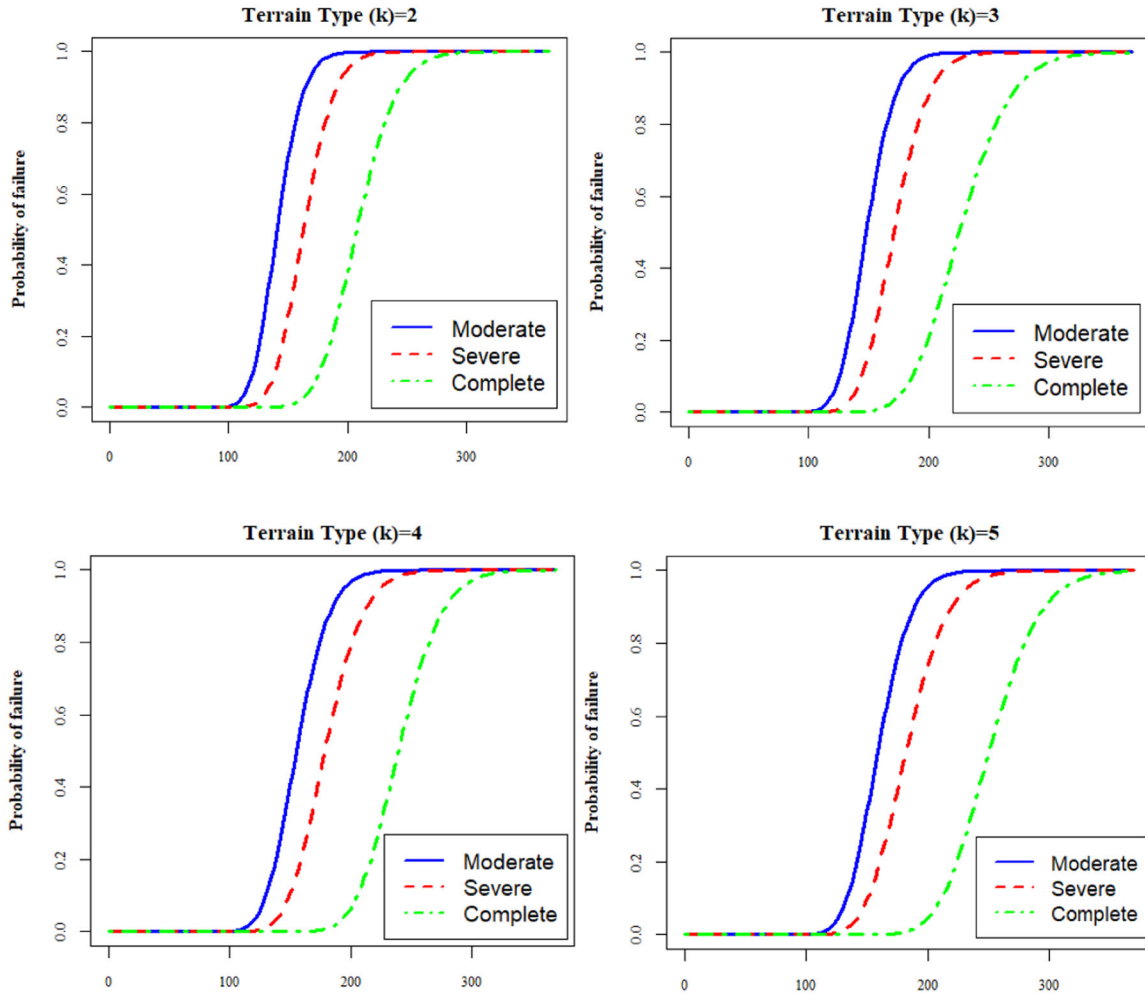 Terrain Type (k)=2
Probability of failure
1.0
0.8
0.6
0.4
0.2
0.0
Moderate
Severe
Complete
0 100 200 300
Terrain Type (k)=3
Probability of failure
1.0
0.8
0.6
0.4
0.2
0.0
Moderate
Severe
Complete
0 100 200 300
Terrain Type (k)=4
Probability of failure
1.0
0.8
0.6
0.4
0.2
0.0
Moderate
Severe
Complete
0 100 200 300
Terrain Type (k)=5
Probability of failure
1.0
0.8
0.6
0.4
0.2
0.0
Moderate
Severe
Complete
0 100 200 300